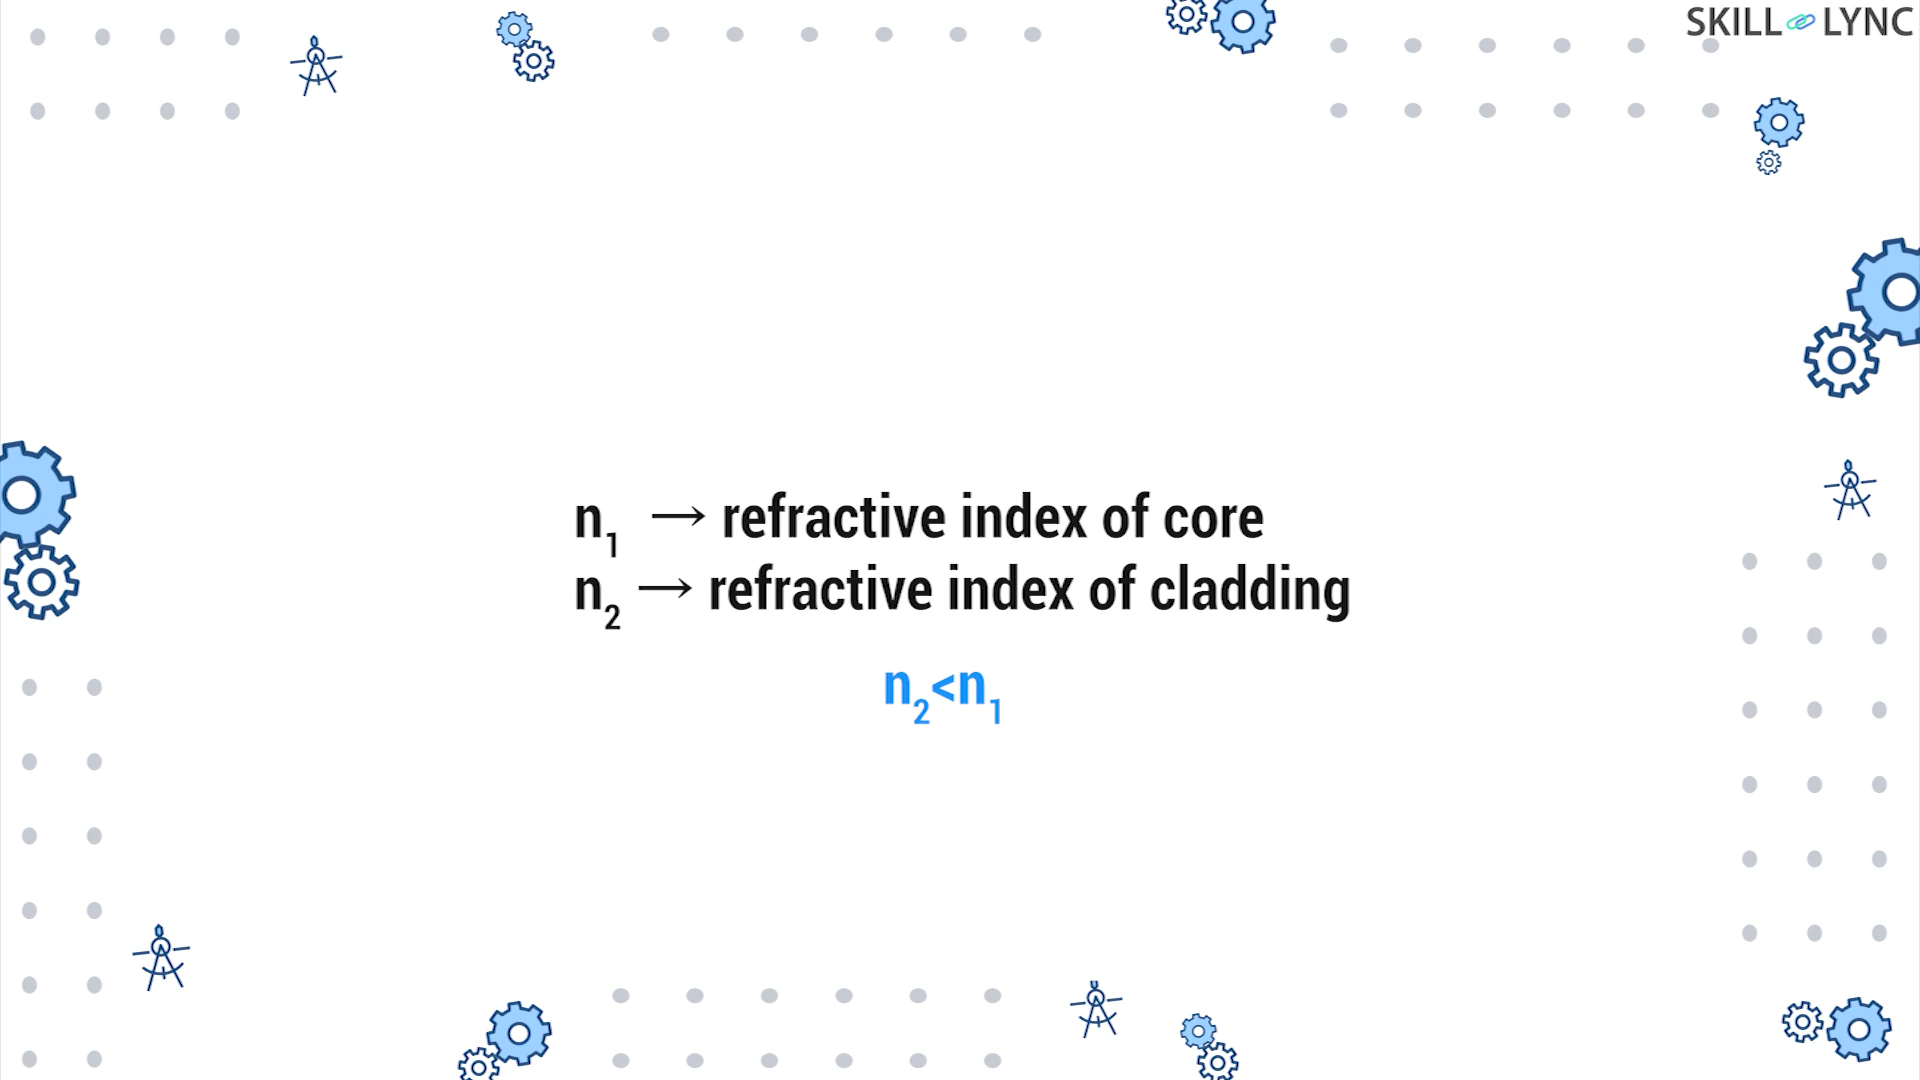 SKILL LYNC
n₁ → refractive index of core
n₂ → refractive index of cladding
n₂<n₁